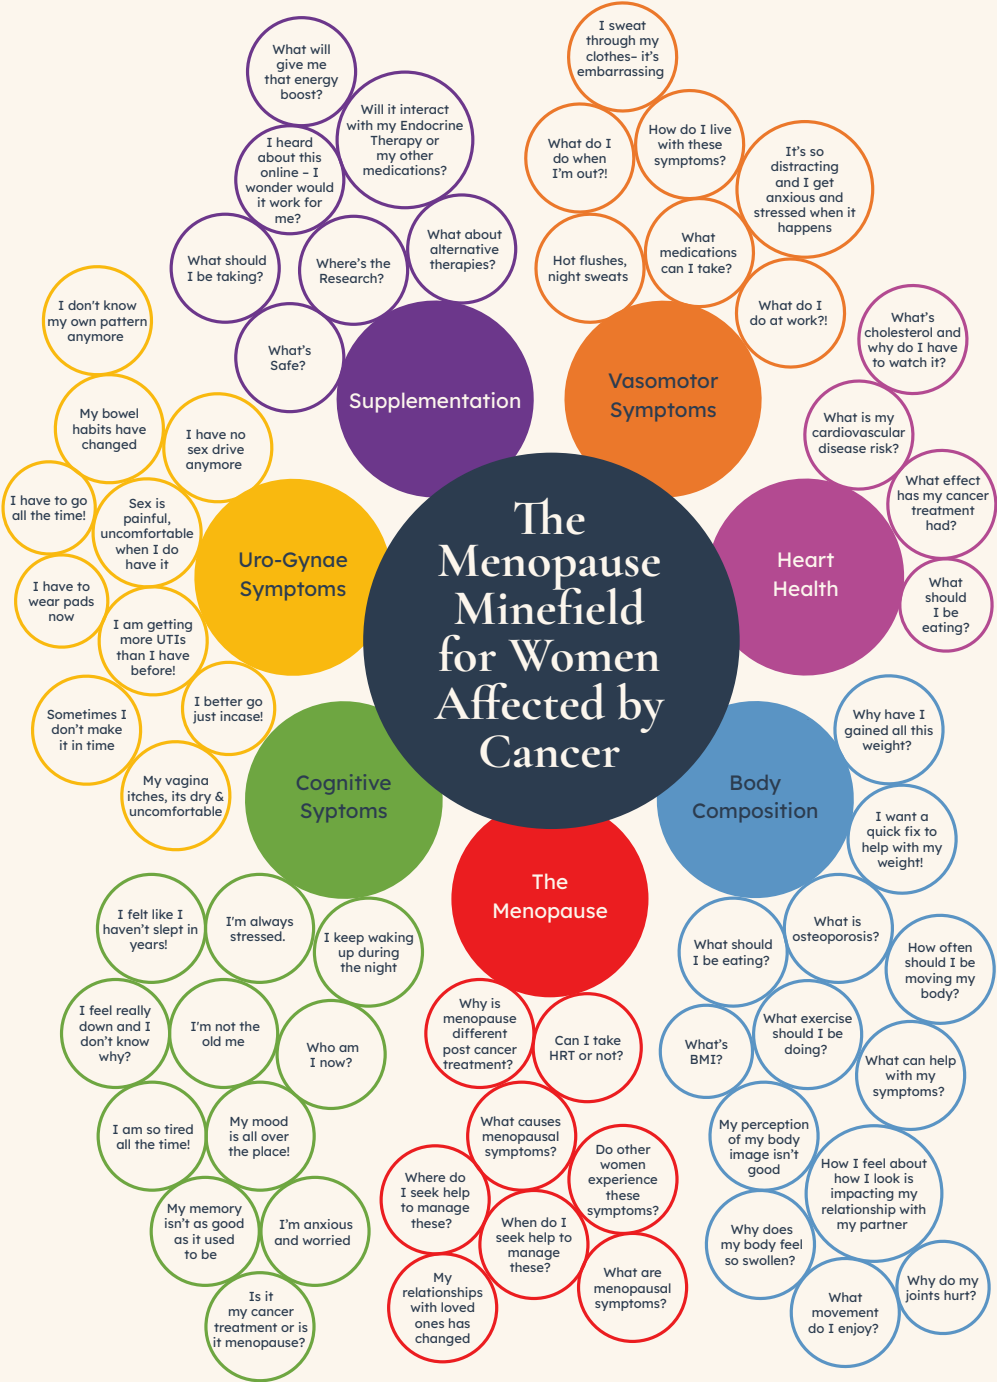 The
Menopause
Minefield
for Women
Affected by
Cancer
Supplementation
What will
give me
that energy
boost?
Will it interact
with my Endocrine
Therapy or
my other
medications?
I heard
about this
online – I
wonder would
it work for
me?
What should
I be taking?
Where’s the
Research?
What about
alternative
therapies?
What’s
Safe?
Vasomotor
Symptoms
I sweat
through my
clothes– it’s
embarrassing
What do I
do when
I’m out?!
How do I live
with these
symptoms?
It’s so
distracting
and I get
anxious and
stressed when it
happens
Hot flushes,
night sweats
What
medications
can I take?
What do I
do at work?!
Heart
Health
What’s
cholesterol and
why do I have
to watch it?
What is my
cardiovascular
disease risk?
What effect
has my cancer
treatment
had?
What
should
I be
eating?
Body
Composition
Why have I
gained all this
weight?
I want a
quick fix to
help with my
weight!
What is
osteoporosis?
What should
I be eating?
How often
should I be
moving my
body?
What exercise
should I be
doing?
What’s
BMI?
What can help
with my
symptoms?
My perception
of my body
image isn’t
good
How I feel about
how I look is
impacting my
relationship with
my partner
Why does
my body feel
so swollen?
Why do my
joints hurt?
What
movement
do I enjoy?
The
Menopause
Why is
menopause
different
post cancer
treatment?
Can I take
HRT or not?
What causes
menopausal
symptoms?
Do other
women
experience
these
symptoms?
Where do
I seek help
to manage
these?
When do I
seek help to
manage
these?
My
relationships
with loved
ones has
changed
What are
menopausal
symptoms?
Cognitive
Syptoms
I felt like I
haven’t slept in
years!
I'm always
stressed.
I keep waking
up during
the night
I feel really
down and I
don’t know
why?
I'm not the
old me
Who am
I now?
I am so tired
all the time!
My mood
is all over
the place!
My memory
isn’t as good
as it used
to be
I’m anxious
and worried
Is it
my cancer
treatment or is
it menopause?
Uro-Gynae
Symptoms
I don't know
my own pattern
anymore
My bowel
habits have
changed
I have no
sex drive
anymore
I have to go
all the time!
Sex is
painful,
uncomfortable
when I do
have it
I have to
wear pads
now
I am getting
more UTIs
than I have
before!
I better go
just incase!
Sometimes I
don’t make
it in time
My vagina
itches, its dry &
uncomfortable